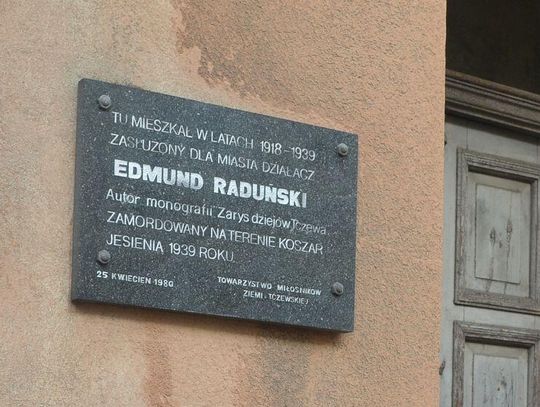 TU MIESZKAŁ W LATACH 1918-1939
ZASŁUŻONY DLA MIASTA DZIAŁACZ
EDMUND RADUŃSKI
Autor monografii "Zarys dziejów Tczewa"
ZAMORDOWANY NA TERENIE KOSZAR
JESIENIĄ 1939 ROKU.
25 KWIECIEŃ 1980 TOWARZYSTWO MIŁOŚNIKÓW
ZIEMI-TCZEWSKIEJ